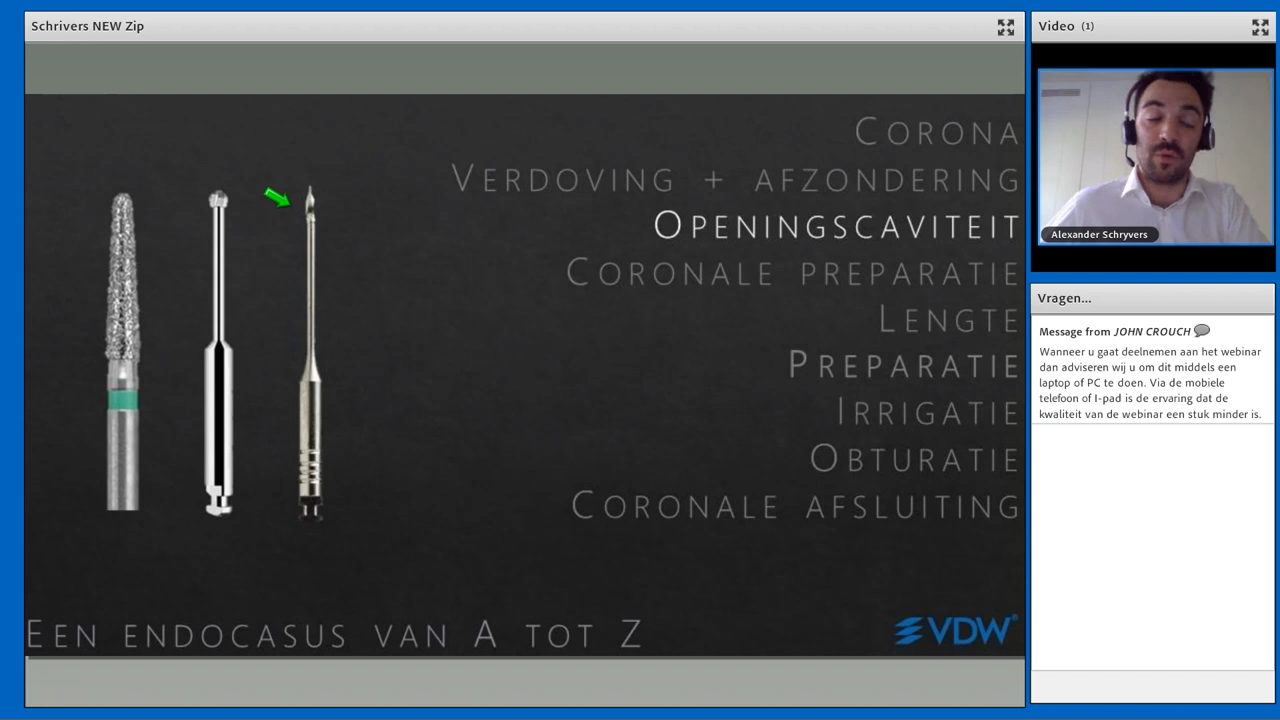 Schrivers NEW Zip
CORONA
VERDOVING + AFZONDERING
OPENINGSCAVITEIT
CORONALE PREPARATIE
LENGTE
PREPARATIE
IRRIGATIE
OBTURATIE
CORONALE AFSLUITING
EEN ENDOCASUS VAN A TOT Z
VDW®
Video (1)
Alexander Schryvers
Vragen...
Message from JOHN CROUCH
Wanneer u gaat deelnemen aan het webinar
dan adviseren wij u om dit middels een
laptop of PC te doen. Via de mobiele
telefoon of I-pad is de ervaring dat de
kwaliteit van de webinar een stuk minder is.